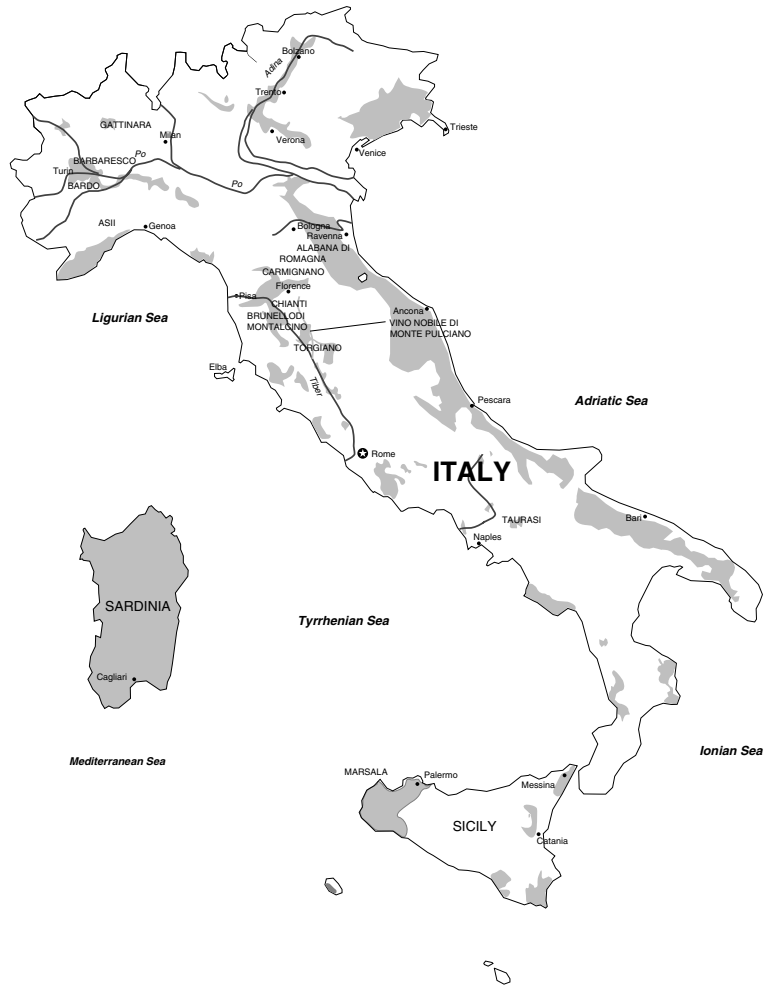 Bolzano
Adina
Trento
GATTINARA
Milan
Trieste
Verona
Venice
BARBARESCO
Po
Turin
BARDO
Po
ASII
Genoa
Bologna
Ravenna
ALABANA DI
ROMAGNA
CARMIGNANO
Florence
Pisa
CHIANTI
BRUNELLODI
MONTALCINO
Ancona
VINO NOBILE DI
MONTE PULCIANO
Ligurian Sea
TORGIANO
Elba
Tiber
Pescara
Adriatic Sea
Rome
ITALY
TAURASI
Bari
Naples
SARDINIA
Tyrrhenian Sea
Cagliari
Mediterranean Sea
Ionian Sea
MARSALA
Palermo
Messina
SICILY
Catania